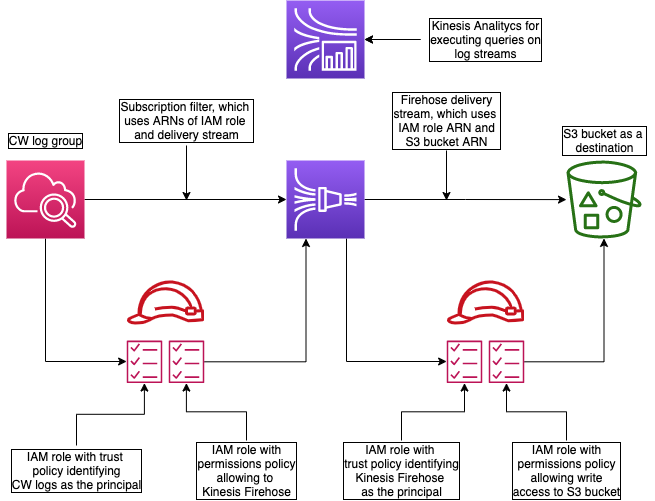 Kinesis Analitycs for
executing queries on
log streams
Subscription filter, which
uses ARNs of IAM role
and delivery stream
Firehose delivery
stream, which uses
IAM role ARN and
S3 bucket ARN
CW log group
S3 bucket as a
destination
IAM role with trust
policy identifying
CW logs as the principal
IAM role with
permissions policy
allowing to
Kinesis Firehose
IAM role with
trust policy identifying
Kinesis Firehose
as the principal
IAM role with
permissions policy
allowing write
access to S3 bucket